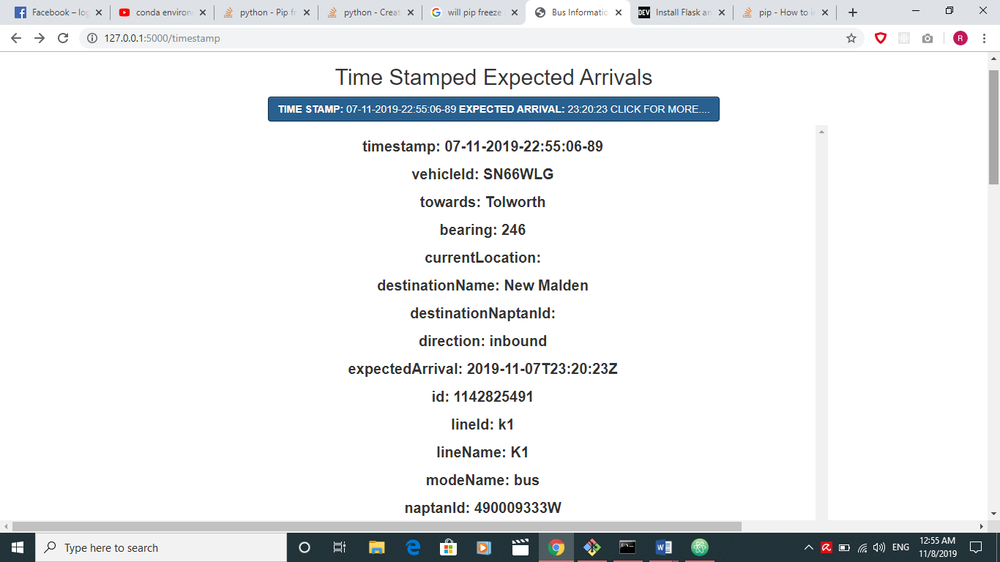 Facebook – log
conda environ
python - Pip fr
python - Creat
will pip freeze
Bus Informatio
DEV
Install Flask an
pip - How to in
127.0.0.1:5000/timestamp
R
Time Stamped Expected Arrivals
TIME STAMP: 07-11-2019-22:55:06-89 EXPECTED ARRIVAL: 23:20:23 CLICK FOR MORE....
timestamp: 07-11-2019-22:55:06-89
vehicleId: SN66WLG
towards: Tolworth
bearing: 246
currentLocation:
destinationName: New Malden
destinationNaptanId:
direction: inbound
expectedArrival: 2019-11-07T23:20:23Z
id: 1142825491
lineId: k1
lineName: K1
modeName: bus
naptanId: 490009333W
Type here to search
ENG
12:55 AM
11/8/2019